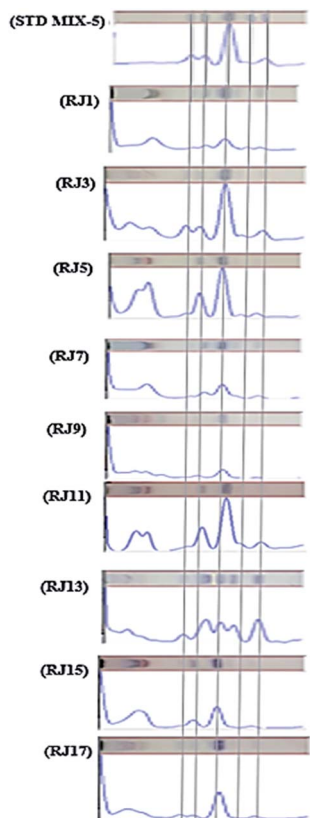 (STD MIX-5)
(RJ1)
(RJ3)
(RJ5)
(RJ7)
(RJ9)
(RJ11)
(RJ13)
(RJ15)
(RJ17)